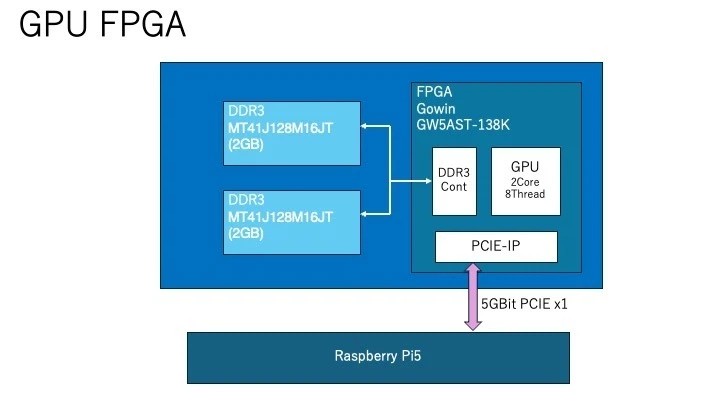 GPU FPGA
DDR3
MT41J128M16JT
(2GB)
DDR3
MT41J128M16JT
(2GB)
FPGA
Gowin
GW5AST-138K
DDR3
Cont
GPU
2Core
8Thread
PCIE-IP
5GBit PCIE x1
Raspberry Pi5